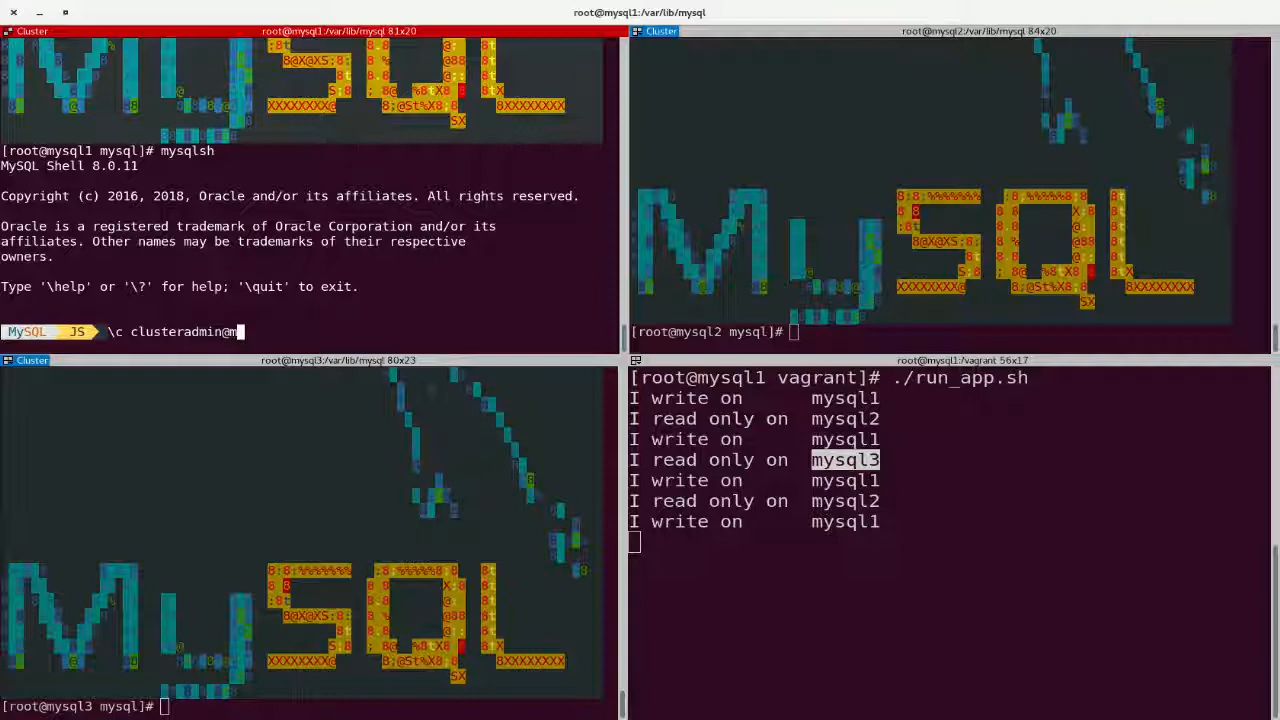 root@mysql1:/var/lib/mysql
Cluster root@mysql1:/var/lib/mysql 81x20
[root@mysql1 mysql]# mysqlsh
MySQL Shell 8.0.11
Copyright (c) 2016, 2018, Oracle and/or its affiliates. All rights reserved.
Oracle is a registered trademark of Oracle Corporation and/or its
affiliates. Other names may be trademarks of their respective
owners.
Type '\help' or '\?' for help; '\quit' to exit.
MySQL JS \c clusteradmin@m
Cluster root@mysql2:/var/lib/mysql 84x20
MySQL
[root@mysql2 mysql]#
Cluster root@mysql3:/var/lib/mysql 80x23
MySQL
[root@mysql3 mysql]#
root@mysql1:/vagrant 56x17
[root@mysql1 vagrant]# ./run_app.sh
I write on mysql1
I read only on mysql2
I write on mysql1
I read only on mysql3
I write on mysql1
I read only on mysql2
I write on mysql1